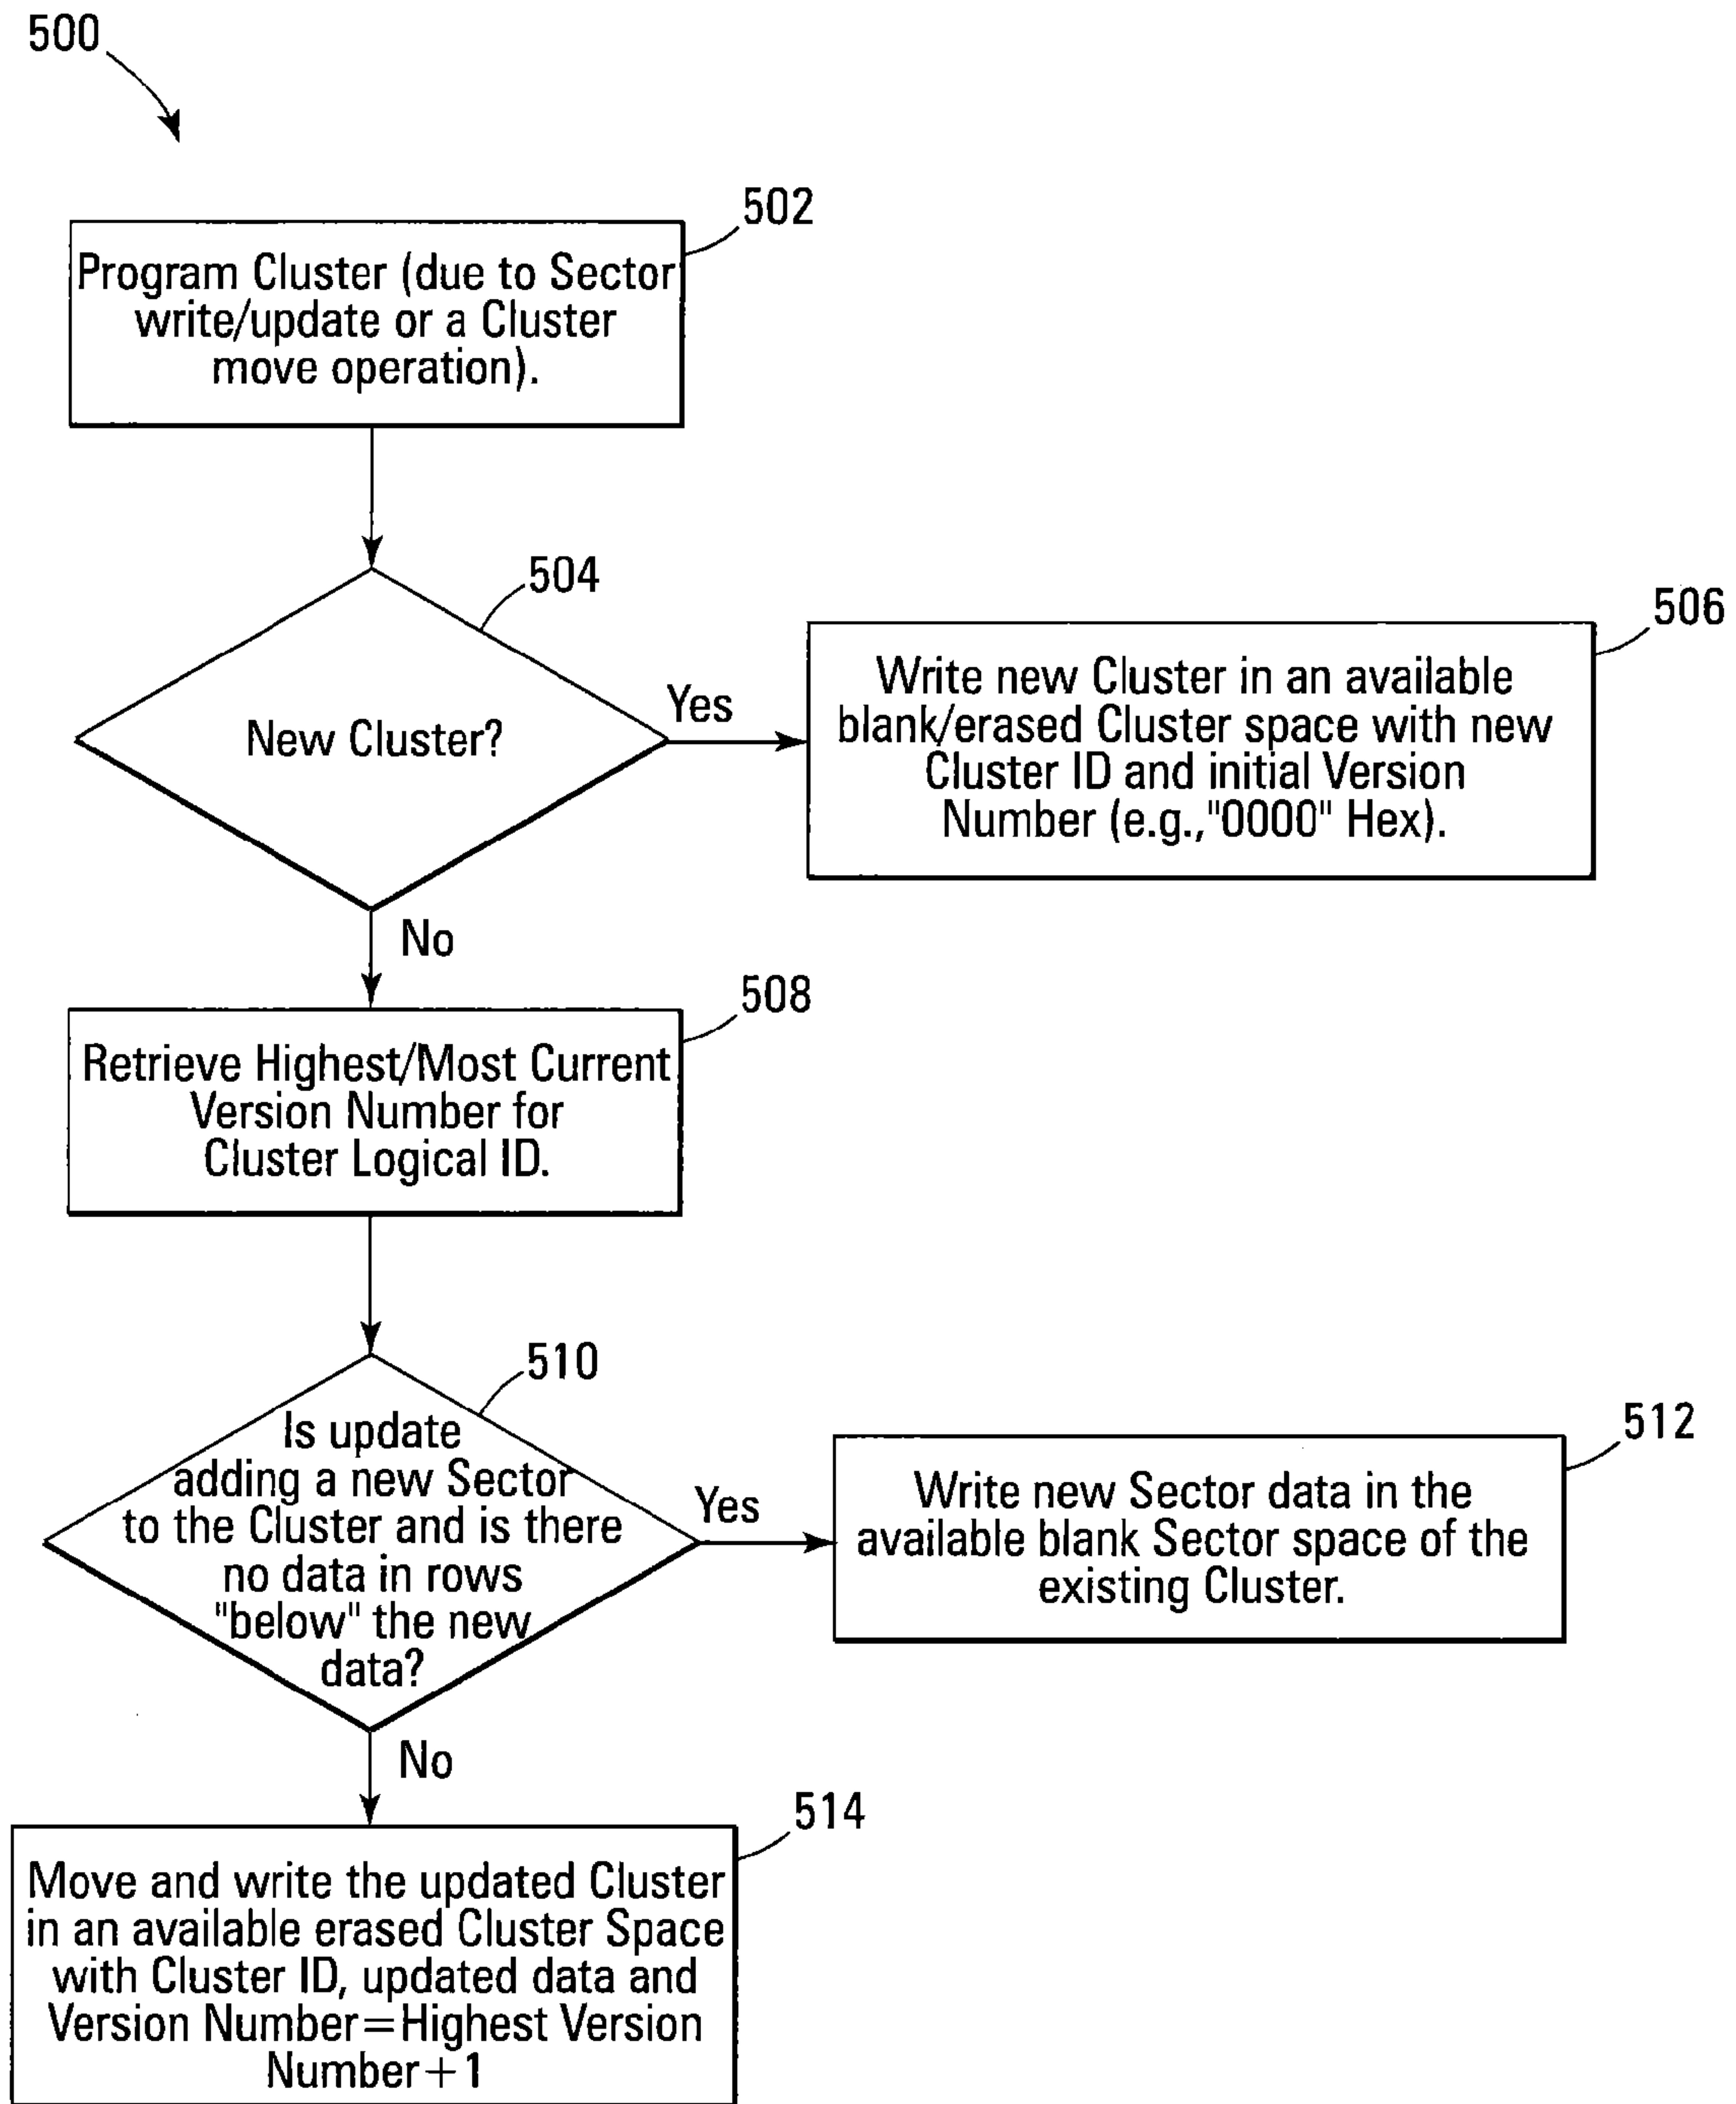 500
502
Program Cluster (due to Sector
write/update or a Cluster
move operation).
504
New Cluster?
Yes
506
Write new Cluster in an available
blank/erased Cluster space with new
Cluster ID and initial Version
Number (e.g.,"0000" Hex).
No
508
Retrieve Highest/Most Current
Version Number for
Cluster Logical ID.
510
Is update
adding a new Sector
to the Cluster and is there
no data in rows
"below" the new
data?
Yes
512
Write new Sector data in the
available blank Sector space of the
existing Cluster.
No
514
Move and write the updated Cluster
in an available erased Cluster Space
with Cluster ID, updated data and
Version Number=Highest Version
Number+1